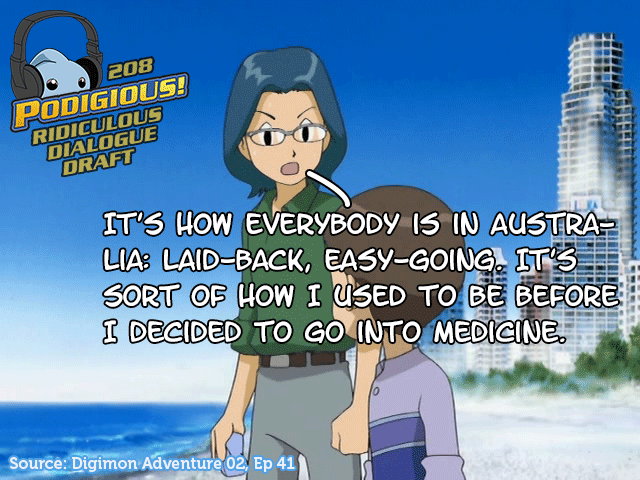 208
PODIGIOUS!
RIDICULOUS
DIALOGUE
DRAFT
IT'S HOW EVERYBODY IS IN AUSTRA-
LIA: LAID-BACK, EASY-GOING. IT'S
SORT OF HOW I USED TO BE BEFORE
I DECIDED TO GO INTO MEDICINE.
Source: Digimon Adventure 02, Ep 41